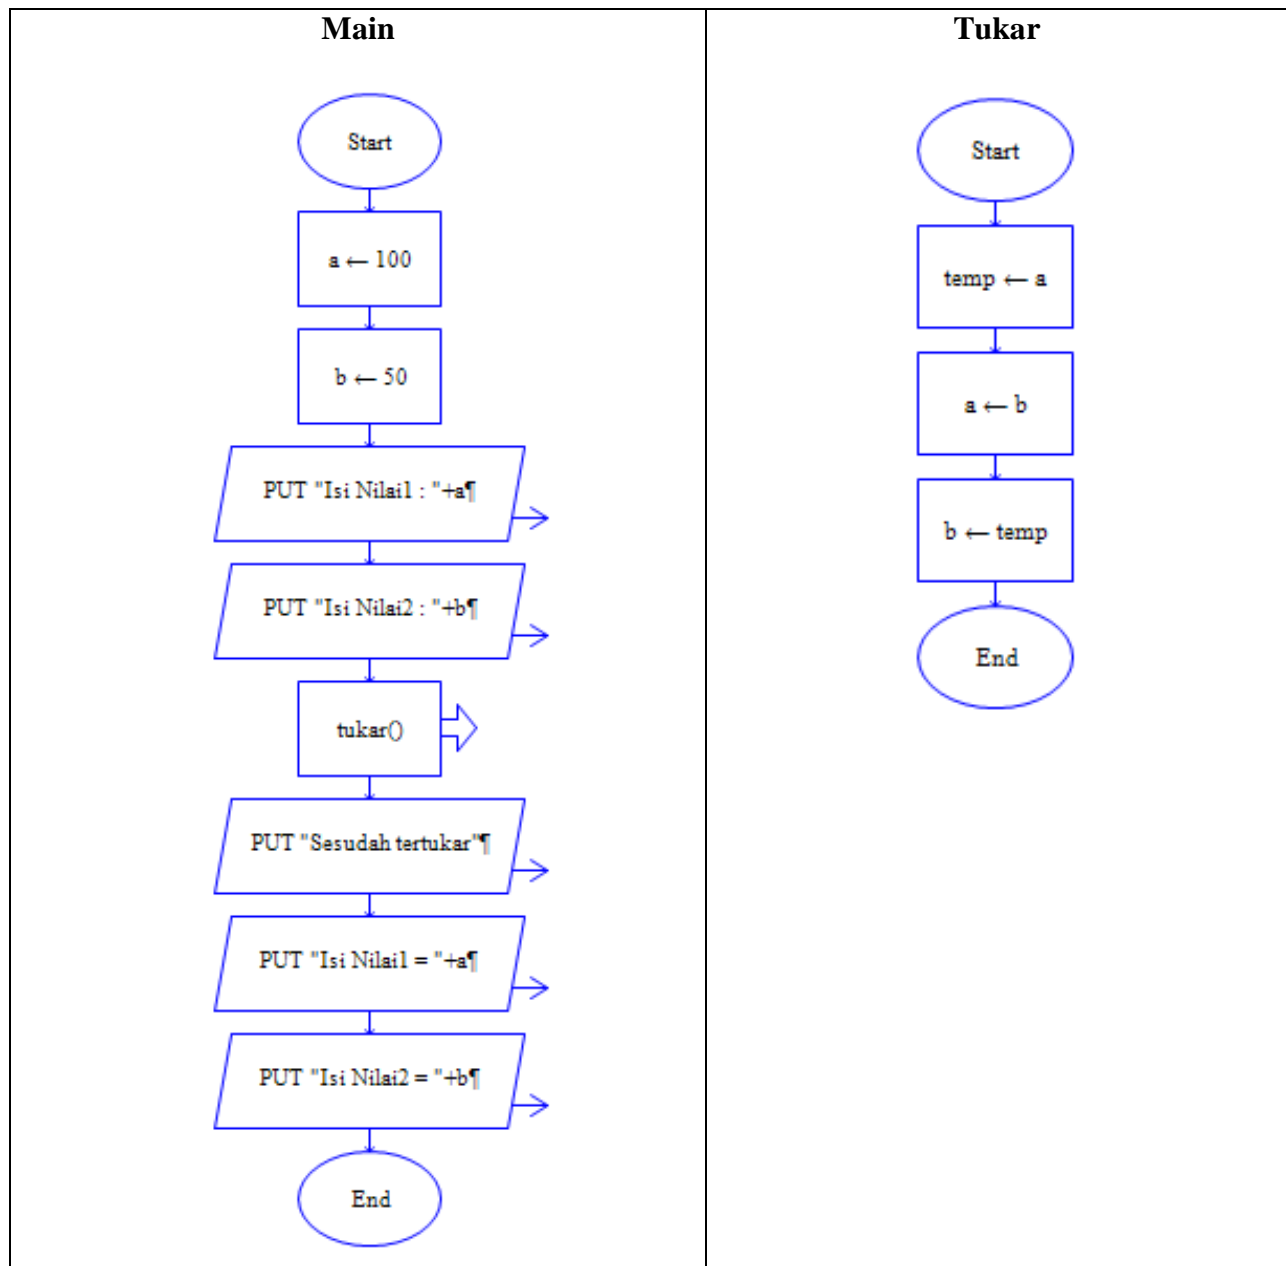 Main
Start
a ← 100
b ← 50
PUT "Isi Nilai1 : "+a¶
PUT "Isi Nilai2 : "+b¶
tukar()
PUT "Sesudah tertukar"¶
PUT "Isi Nilai1 = "+a¶
PUT "Isi Nilai2 = "+b¶
End
Tukar
Start
temp ← a
a ← b
b ← temp
End